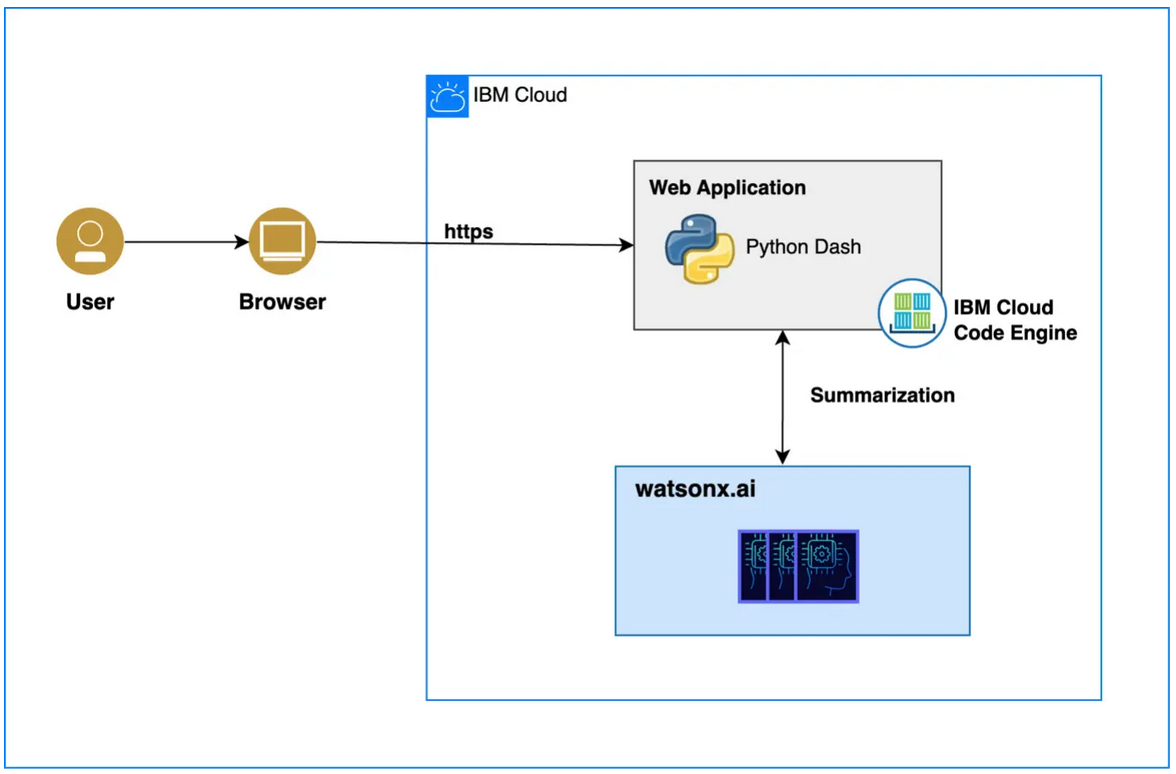 IBM Cloud
Web Application
https
Python Dash
User
Browser
IBM Cloud
Code Engine
Summarization
watsonx.ai